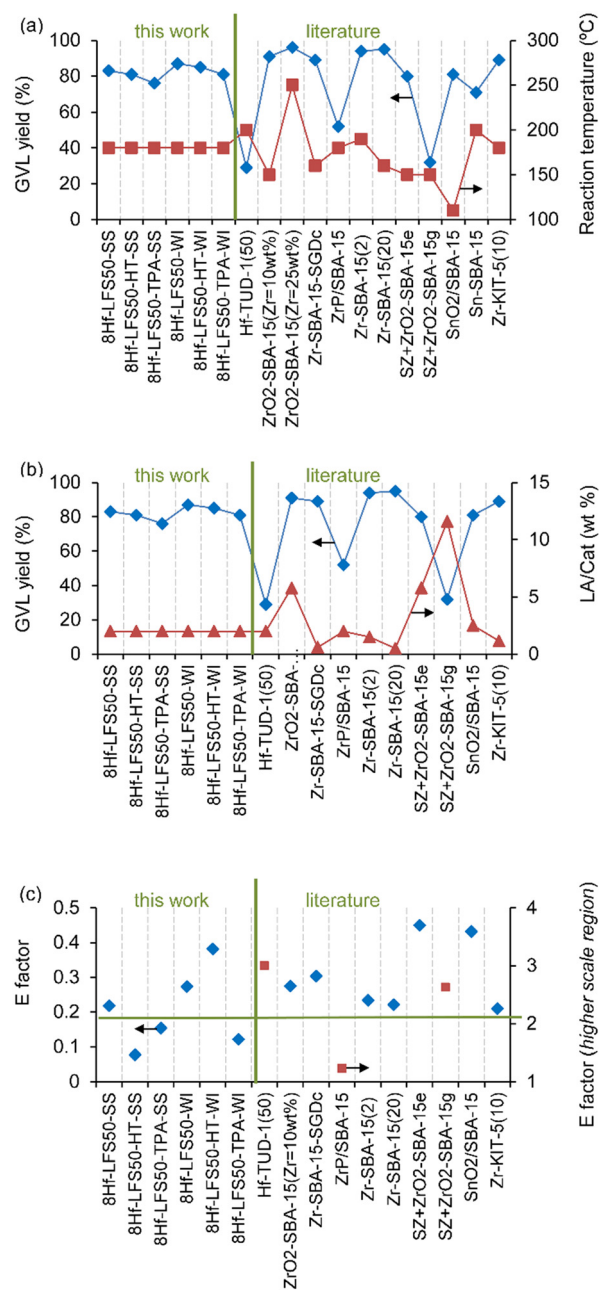 (a)
this work
literature
GVL yield (%)
100
80
60
40
20
0
300
250
200
150
100
Reaction temperature (ºC)
8Hf-LFS50-SS
8Hf-LFS50-HT-SS
8Hf-LFS50-TPA-SS
8Hf-LFS50-WI
8Hf-LFS50-HT-WI
8Hf-LFS50-TPA-WI
Hf-TUD-1(50)
ZrO2-SBA-15(Zr=10wt%)
ZrO2-SBA-15(Zr=25wt%)
Zr-SBA-15-SGDc
ZrP/SBA-15
Zr-SBA-15(2)
Zr-SBA-15(20)
SZ+ZrO2-SBA-15e
SZ+ZrO2-SBA-15g
SnO2/SBA-15
Sn-SBA-15
Zr-KIT-5(10)
(b)
this work
literature
GVL yield (%)
100
80
60
40
20
0
15
10
5
0
LA/Cat (wt %)
8Hf-LFS50-SS
8Hf-LFS50-HT-SS
8Hf-LFS50-TPA-SS
8Hf-LFS50-WI
8Hf-LFS50-HT-WI
8Hf-LFS50-TPA-WI
Hf-TUD-1(50)
ZrO2-SBA-...
Zr-SBA-15-SGDc
ZrP/SBA-15
Zr-SBA-15(2)
Zr-SBA-15(20)
SZ+ZrO2-SBA-15e
SZ+ZrO2-SBA-15g
SnO2/SBA-15
Zr-KIT-5(10)
(c)
this work
literature
E factor
0.5
0.4
0.3
0.2
0.1
0
4
3
2
1
E factor (higher scale region)
8Hf-LFS50-SS
8Hf-LFS50-HT-SS
8Hf-LFS50-TPA-SS
8Hf-LFS50-WI
8Hf-LFS50-HT-WI
8Hf-LFS50-TPA-WI
Hf-TUD-1(50)
ZrO2-SBA-15(Zr=10wt%)
Zr-SBA-15-SGDc
ZrP/SBA-15
Zr-SBA-15(2)
Zr-SBA-15(20)
SZ+ZrO2-SBA-15e
SZ+ZrO2-SBA-15g
SnO2/SBA-15
Zr-KIT-5(10)